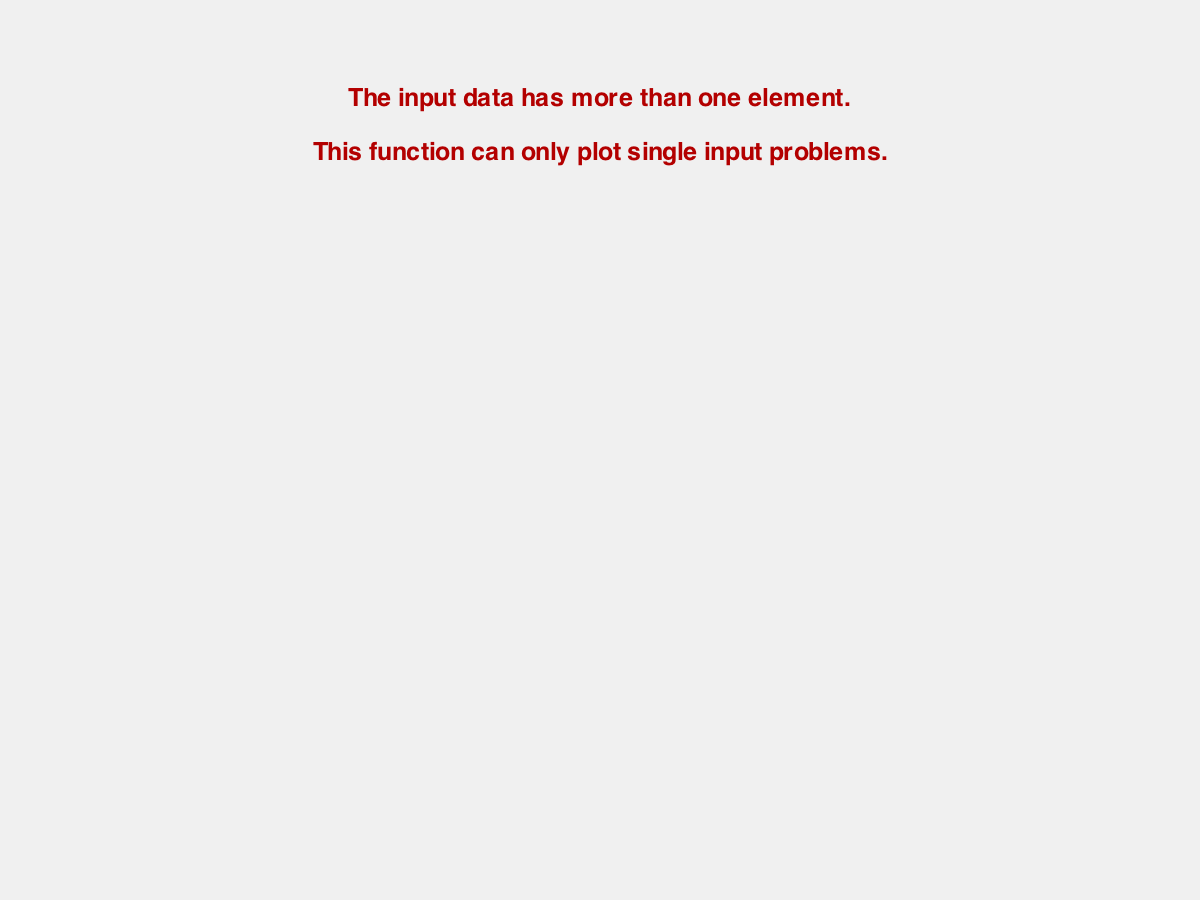 The input data has more than one element.
This function can only plot single input problems.